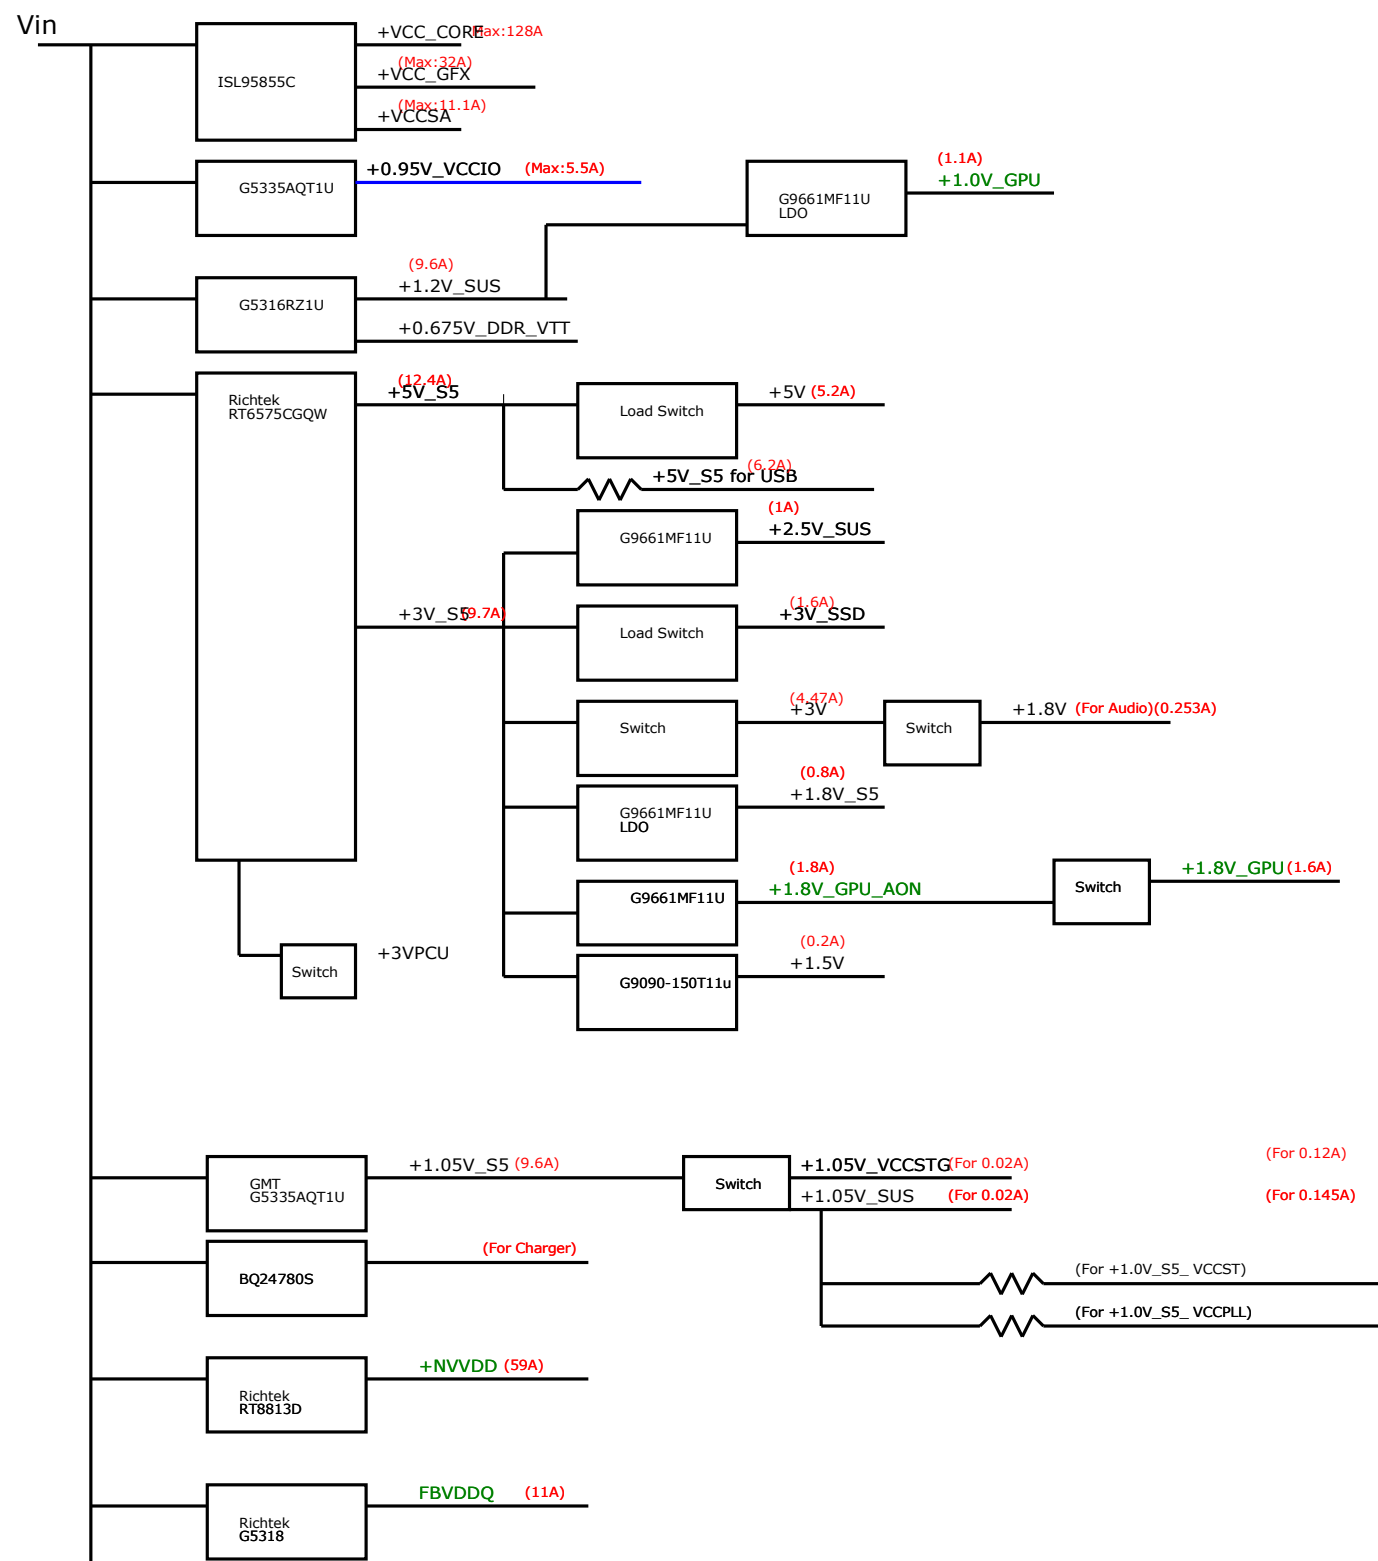 Vin
+VCC_CORE Max:128A
(Max:32A)
+VCC_GFX
ISL95855C
(Max:11.1A)
+VCCSA
+0.95V_VCCIO (Max:5.5A)
G5335AQT1U
(1.1A)
+1.0V_GPU
G9661MF11U
LDO
(9.6A)
+1.2V_SUS
G5316RZ1U
+0.675V_DDR_VTT
Richtek
RT6575CGQW
(12.4A)
+5V_S5
Load Switch
+5V (5.2A)
(6.2A)
+5V_S5 for USB
(1A)
+2.5V_SUS
G9661MF11U
+3V_S5 (9.7A)
(1.6A)
+3V_SSD
Load Switch
(4.47A)
+3V
Switch
Switch
+1.8V (For Audio)(0.253A)
(0.8A)
+1.8V_S5
G9661MF11U
LDO
(1.8A)
+1.8V_GPU_AON
G9661MF11U
Switch
+1.8V_GPU (1.6A)
(0.2A)
+1.5V
G9090-150T11u
+3VPCU
Switch
GMT
G5335AQT1U
+1.05V_S5 (9.6A)
Switch
+1.05V_VCCSTG (For 0.02A) (For 0.12A)
+1.05V_SUS (For 0.02A) (For 0.145A)
(For Charger)
BQ24780S
(For +1.0V_S5_ VCCST)
(For +1.0V_S5_ VCCPLL)
+NVVDD (59A)
Richtek
RT8813D
FBVDDQ (11A)
Richtek
G5318